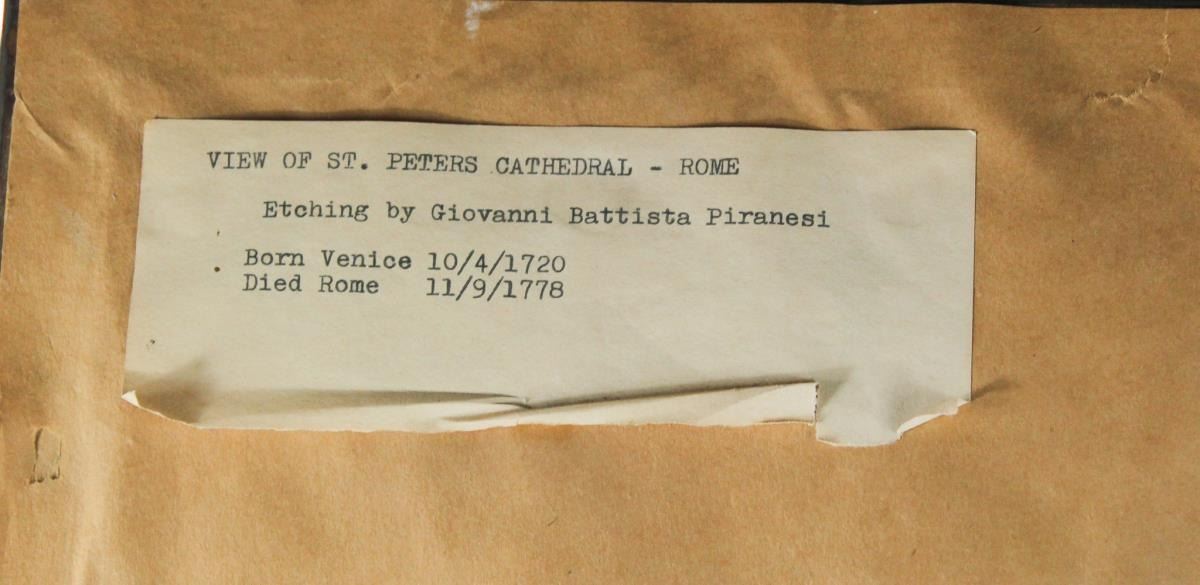 VIEW OF ST. PETERS CATHEDRAL - ROME
Etching by Giovanni Battista Piranesi
Born Venice 10/4/1720
Died Rome 11/9/1778